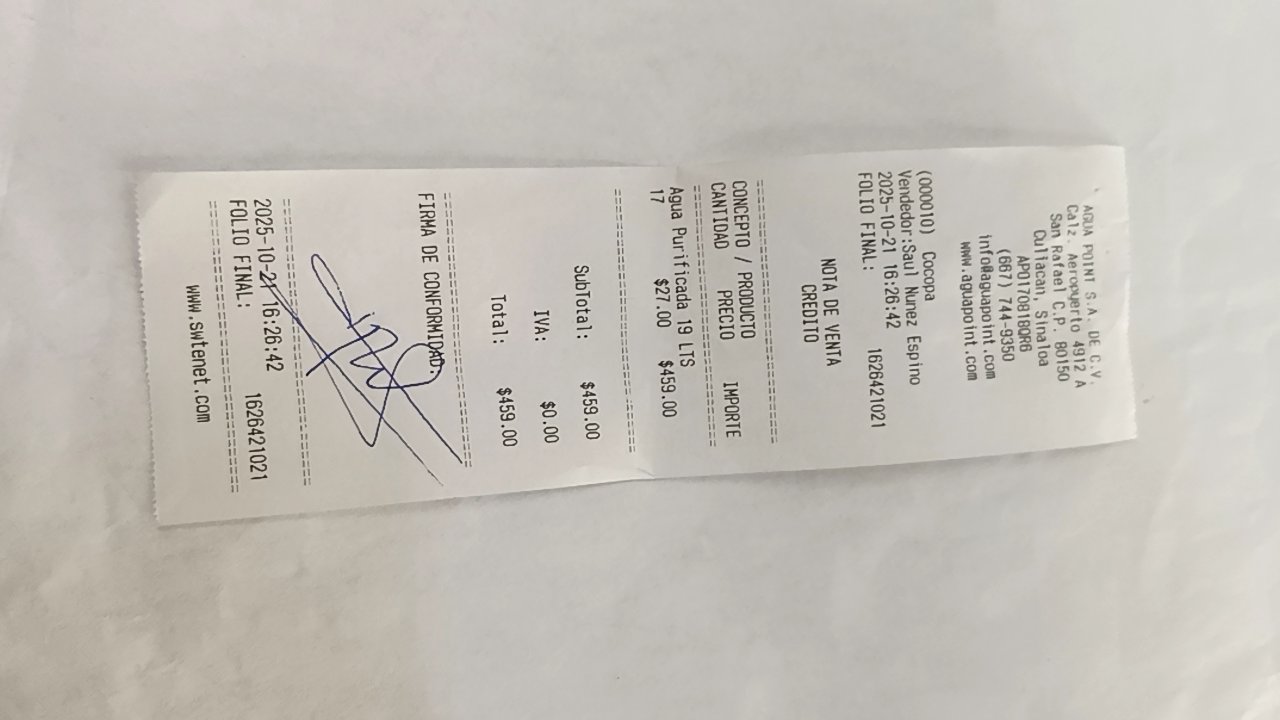 AGUA POINT S.A. DE C.V.
Calz. Aeropuerto 4912 A
San Rafael C.P. 80150
Culiacan, Sinaloa
APO170818QR6
(667) 744-9350
info@aguapoint.com
www.aguapoint.com
(000010) Cocopa
Vendedor:Saul Nunez Espino
2025-10-21 16:26:42
FOLIO FINAL: 1626421021
NOTA DE VENTA
CREDITO
CONCEPTO / PRODUCTO
CANTIDAD PRECIO IMPORTE
Agua Purificada 19 LTS
17 $27.00 $459.00
SubTotal: $459.00
IVA: $0.00
Total: $459.00
FIRMA DE CONFORMIDAD.
2025-10-21 16:26:42
FOLIO FINAL: 1626421021
www.swtenet.com